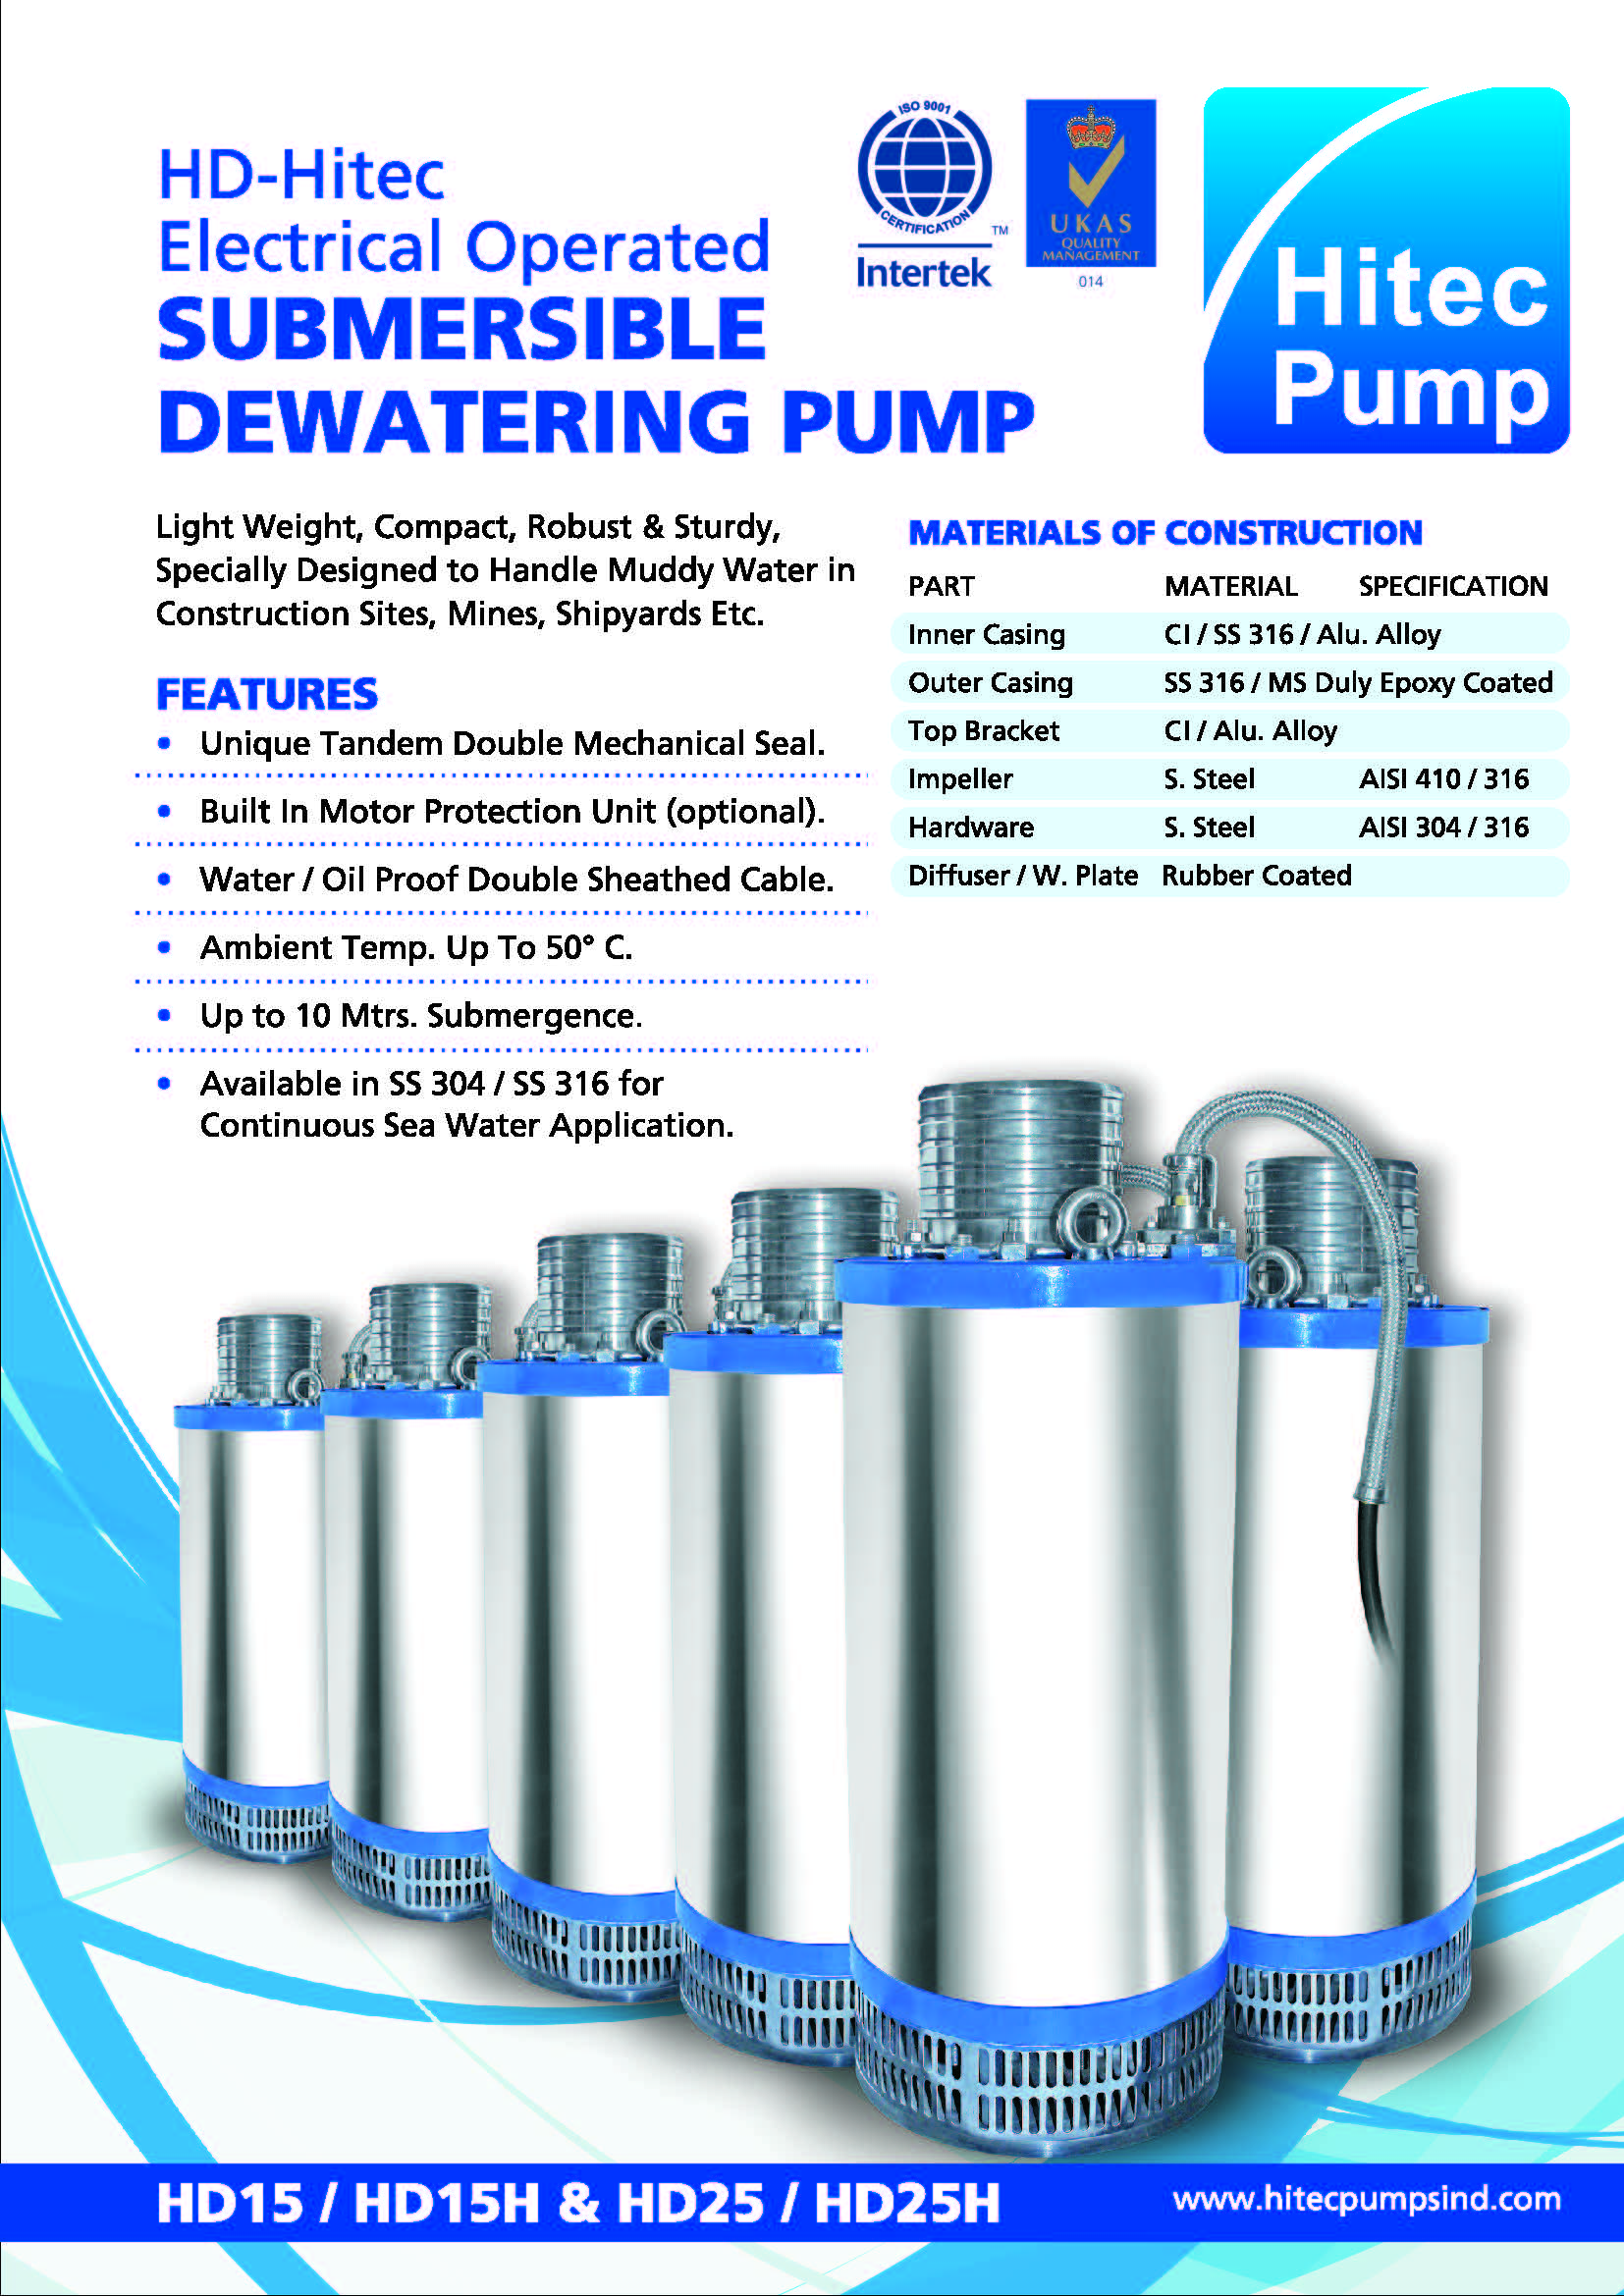 HD-Hitec
Electrical Operated
SUBMERSIBLE
DEWATERING PUMP
ISO 9001
CERTIFICATION
TM
Intertek
UKAS
QUALITY
MANAGEMENT
014
Hitec
Pump
Light Weight, Compact, Robust & Sturdy,
Specially Designed to Handle Muddy Water in
Construction Sites, Mines, Shipyards Etc.
FEATURES
• Unique Tandem Double Mechanical Seal.
• Built In Motor Protection Unit (optional).
• Water / Oil Proof Double Sheathed Cable.
• Ambient Temp. Up To 50° C.
• Up to 10 Mtrs. Submergence.
• Available in SS 304 / SS 316 for
Continuous Sea Water Application.
MATERIALS OF CONSTRUCTION
PART MATERIAL SPECIFICATION
Inner Casing CI / SS 316 / Alu. Alloy
Outer Casing SS 316 / MS Duly Epoxy Coated
Top Bracket CI / Alu. Alloy
Impeller S. Steel AISI 410 / 316
Hardware S. Steel AISI 304 / 316
Diffuser / W. Plate Rubber Coated
HD15 / HD15H & HD25 / HD25H
www.hitecpumpsind.com